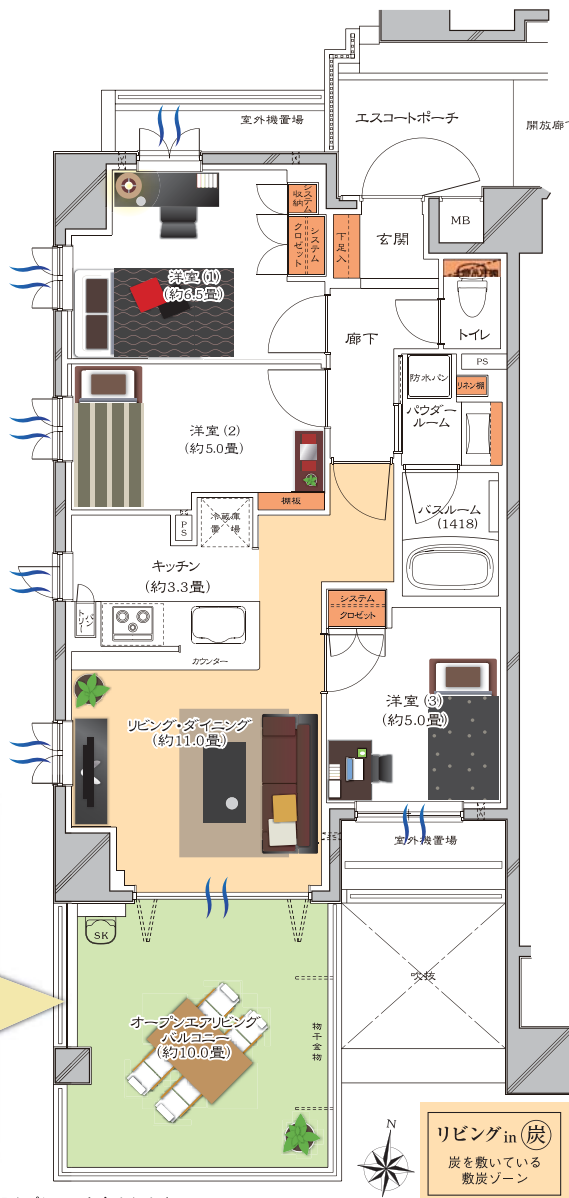 室外機置場
エスコートポーチ
開放廊下
システム
収納
システム
クロゼット
下足入
玄関
MB
洋室(1)
(約6.5畳)
廊下
トイレ
PS
防水パン
リネン棚
パウダー
ルーム
洋室(2)
(約5.0畳)
棚板
冷蔵庫
置場
PS
バスルーム
(1418)
キッチン
(約3.3畳)
パントリー
カウンター
システム
クロゼット
リビング・ダイニング
(約11.0畳)
洋室(3)
(約5.0畳)
室外機置場
SK
吹抜
オープンエアリビング
バルコニー
(約10.0畳)
物干金物
N
リビング in 炭
炭を敷いている
敷炭ゾーン